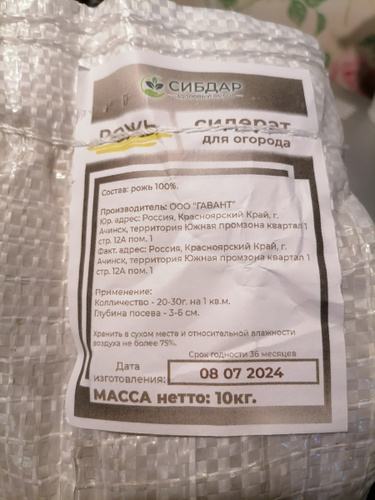 СИБДАР
рожь сидерат
для огорода
Состав: рожь 100%.
Производитель: ООО "ГАВАНТ"
Юр. адрес: Россия, Красноярский Край, г.
Ачинск, территория Южная промзона квартал 1
стр. 12А пом. 1
Факт. адрес: Россия, Красноярский Край, г.
Ачинск, территория Южная промзона квартал 1
стр. 12А пом. 1
Применение:
Колличество - 20-30г. на 1 кв.м.
Глубина посева - 3-6 см.
Хранить в сухом месте и относительной влажности
воздуха не более 75%.
Срок годности 36 месяцев
Дата
изготовления: 08 07 2024
МАССА нетто: 10кг.